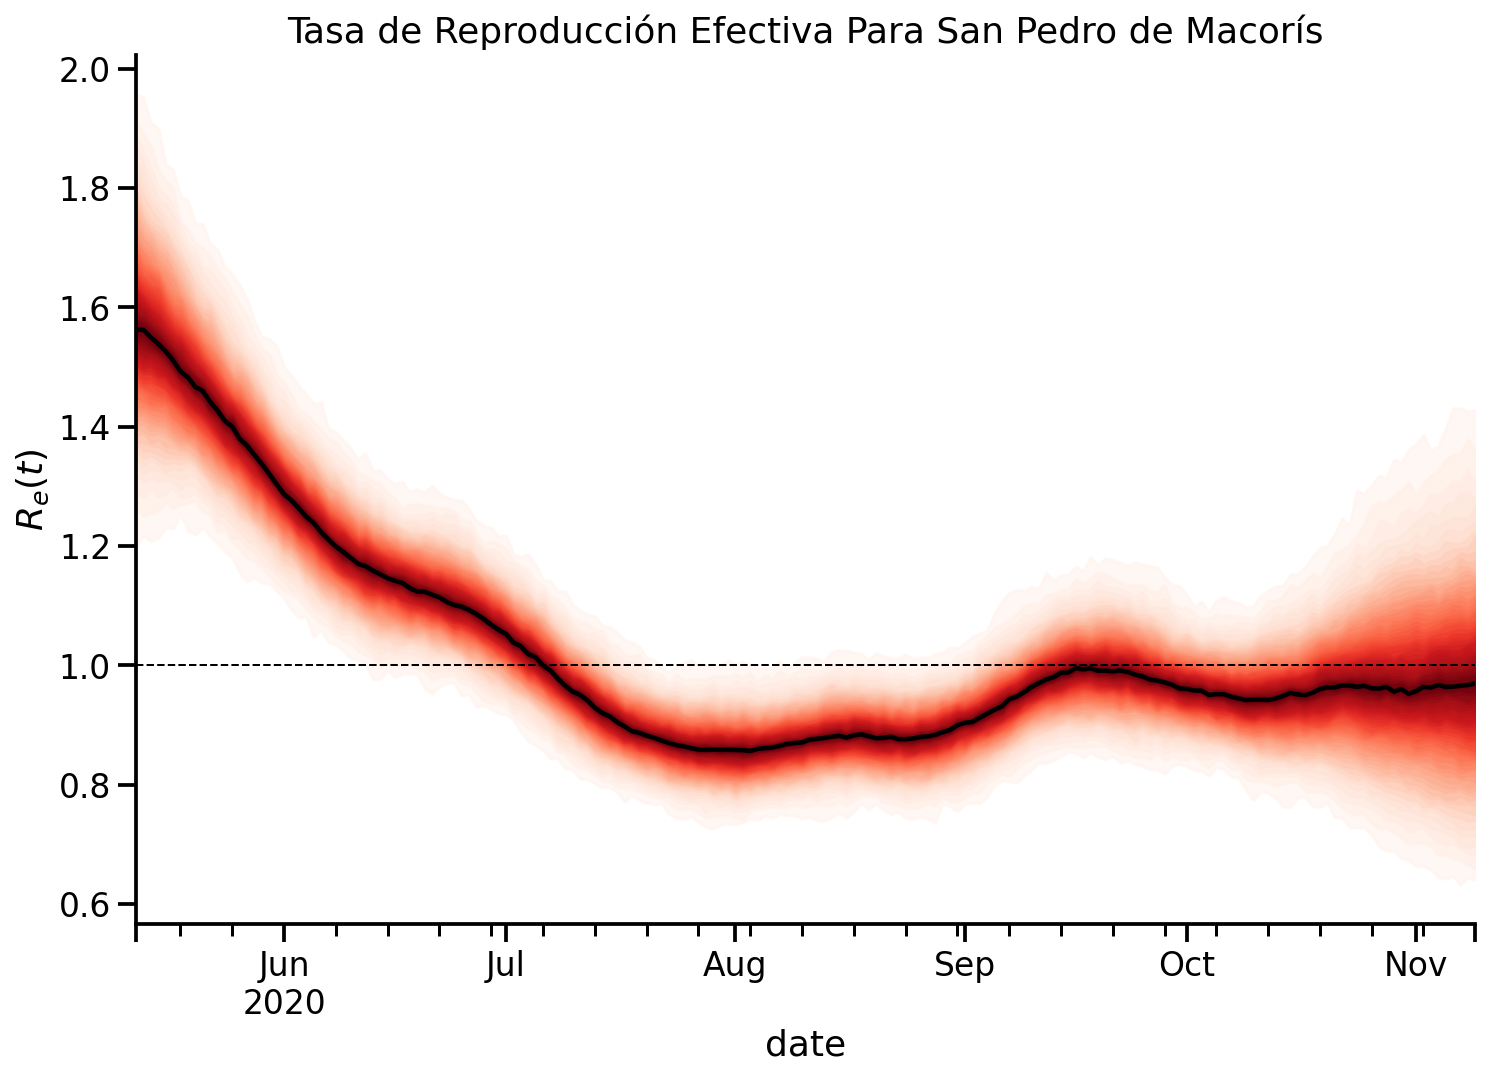 Tasa de Reproducción Efectiva Para San Pedro de Macorís
2.0
1.8
1.6
1.4
1.2
1.0
0.8
0.6
Rₑ(t)
Jun Jul Aug Sep Oct Nov
2020
date